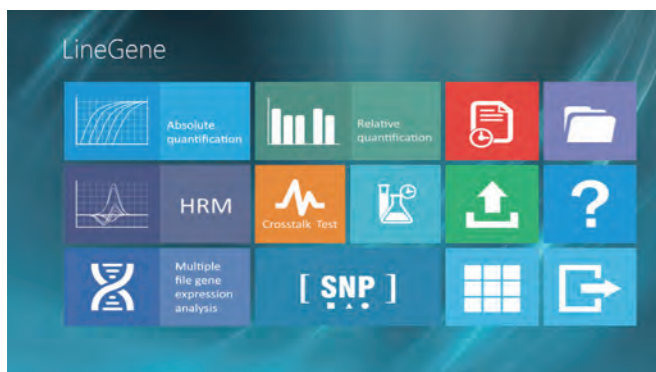 LineGene
Absolute
quantification
Relative
quantification
HRM
Crosstalk Test
?
Multiple
file gene
expression
analysis
[ SNP ]